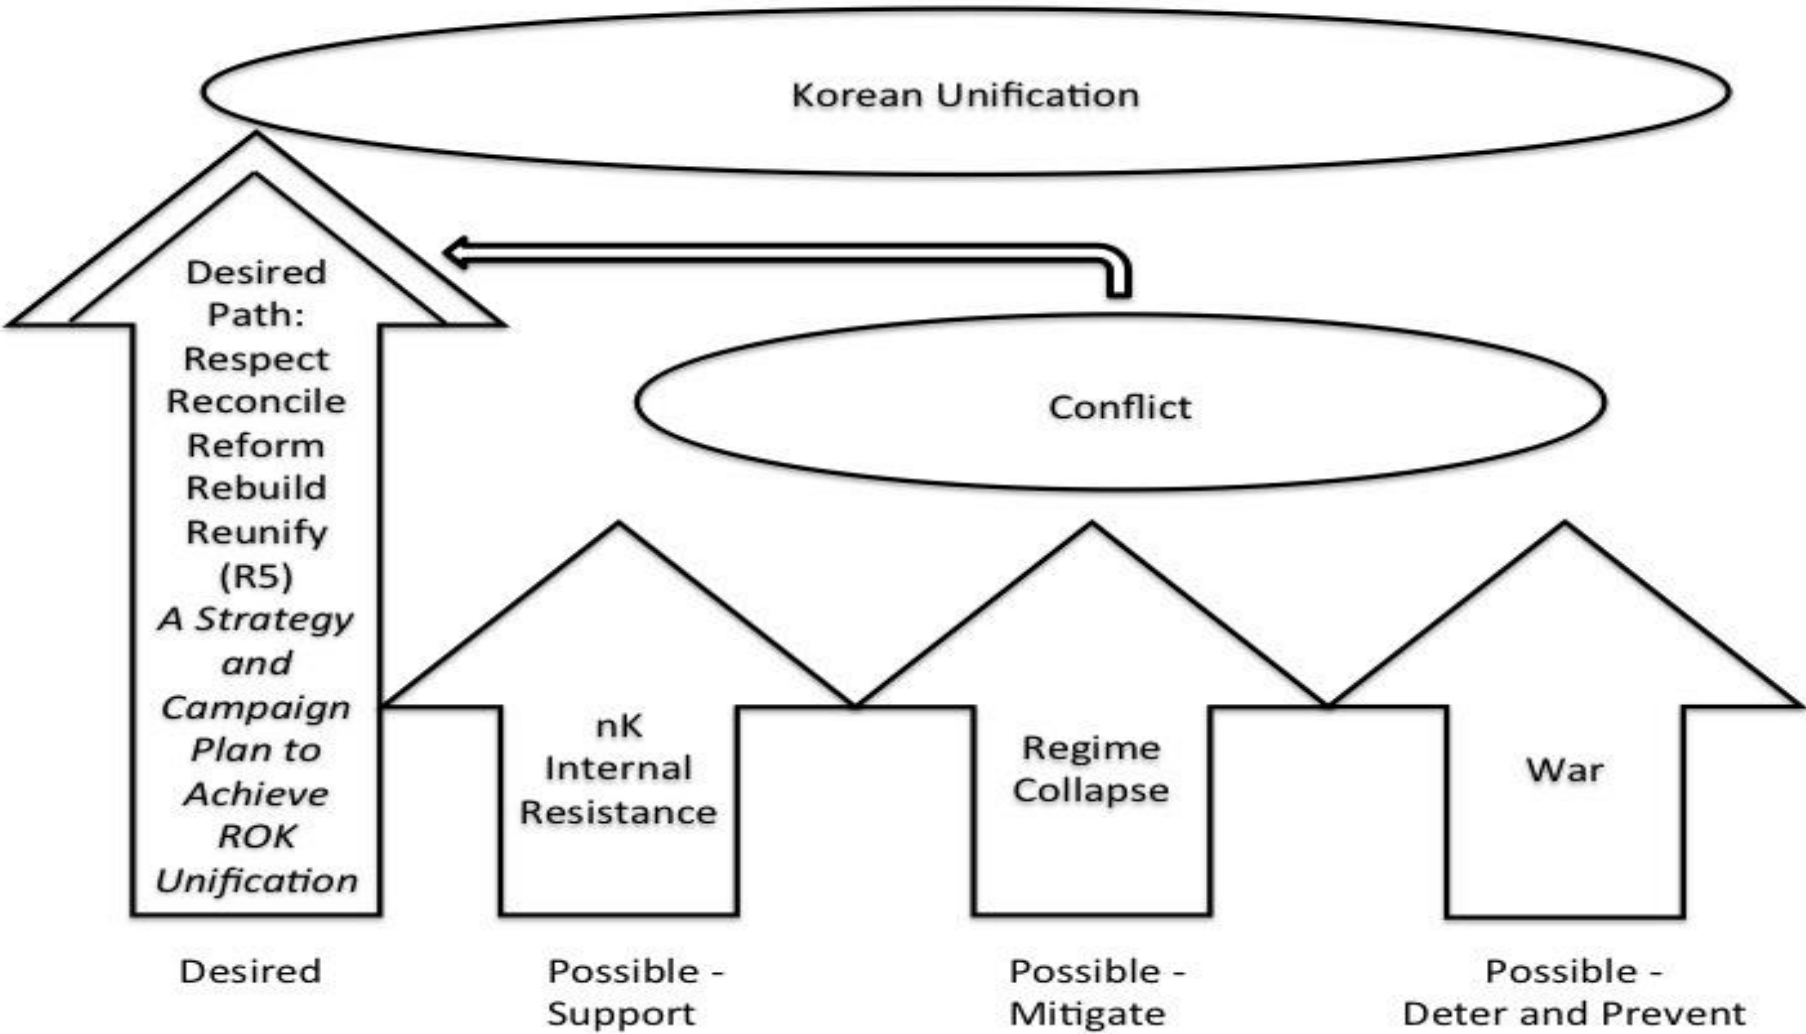 Korean Unification
Conflict
Desired
Path:
Respect
Reconcile
Reform
Rebuild
Reunify
(R5)
A Strategy
and
Campaign
Plan to
Achieve
ROK
Unification
nK
Internal
Resistance
Regime
Collapse
War
Desired
Possible -
Support
Possible -
Mitigate
Possible -
Deter and Prevent